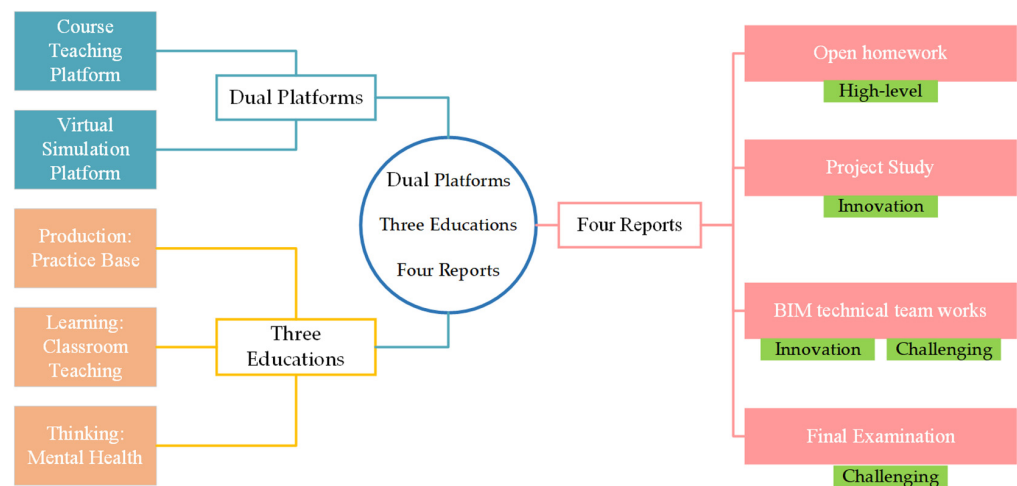 Course
Teaching
Platform
Virtual
Simulation
Platform
Dual Platforms
Production:
Practice Base
Learning:
Classroom
Teaching
Thinking:
Mental Health
Three
Educations
Dual Platforms
Three Educations
Four Reports
Four Reports
Open homework
High-level
Project Study
Innovation
BIM technical team works
Innovation
Challenging
Final Examination
Challenging